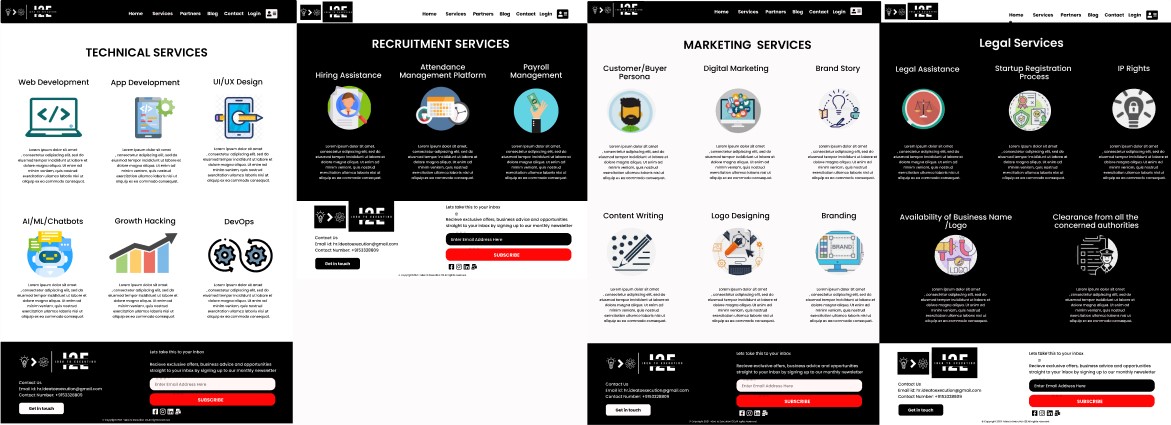 I2E
IDEA TO EXECUTION
Home Services Partners Blog Contact Login
TECHNICAL SERVICES
Web Development
App Development
UI/UX Design
Lorem ipsum dolor sit amet
, consectetur adipiscing elit, sed do
eiusmod tempor incididunt ut labore et
dolore magna aliqua. Ut enim ad
minim veniam, quis nostrud
exercitation ullamco laboris nisi ut
aliquip ex ea commodo consequat.
Lorem ipsum dolor sit amet
, consectetur adipiscing elit, sed do
eiusmod tempor incididunt ut labore et
dolore magna aliqua. Ut enim ad
minim veniam, quis nostrud
exercitation ullamco laboris nisi ut
aliquip ex ea commodo consequat.
Lorem ipsum dolor sit amet
, consectetur adipiscing elit, sed do
eiusmod tempor incididunt ut labore et
dolore magna aliqua. Ut enim ad
minim veniam, quis nostrud
exercitation ullamco laboris nisi ut
aliquip ex ea commodo consequat.
AI/ML/Chatbots
Growth Hacking
DevOps
Lorem ipsum dolor sit amet
, consectetur adipiscing elit, sed do
eiusmod tempor incididunt ut labore et
dolore magna aliqua. Ut enim ad
minim veniam, quis nostrud
exercitation ullamco laboris nisi ut
aliquip ex ea commodo consequat.
Lorem ipsum dolor sit amet
, consectetur adipiscing elit, sed do
eiusmod tempor incididunt ut labore et
dolore magna aliqua. Ut enim ad
minim veniam, quis nostrud
exercitation ullamco laboris nisi ut
aliquip ex ea commodo consequat.
Lorem ipsum dolor sit amet
, consectetur adipiscing elit, sed do
eiusmod tempor incididunt ut labore et
dolore magna aliqua. Ut enim ad
minim veniam, quis nostrud
exercitation ullamco laboris nisi ut
aliquip ex ea commodo consequat.
I2E
IDEA TO EXECUTION
Contact Us
Email id: hr.ideatoexecution@gmail.com
Contact Number: +9153328809
Get in touch
Lets take this to your inbox
Recieve exclusive offers, business advice and opportunities
straight to your inbox by signing up to our monthly newsletter
Enter Email Address Here
SUBSCRIBE
I2E
Home Services Partners Blog Contact Login
RECRUITMENT SERVICES
Hiring Assistance
Attendance
Management Platform
Payroll
Management
Lorem ipsum dolor sit amet
, consectetur adipiscing elit, sed do
eiusmod tempor incididunt ut labore et
dolore magna aliqua. Ut enim ad
minim veniam, quis nostrud
exercitation ullamco laboris nisi ut
aliquip ex ea commodo consequat.
Lorem ipsum dolor sit amet
, consectetur adipiscing elit, sed do
eiusmod tempor incididunt ut labore et
dolore magna aliqua. Ut enim ad
minim veniam, quis nostrud
exercitation ullamco laboris nisi ut
aliquip ex ea commodo consequat.
Lorem ipsum dolor sit amet
, consectetur adipiscing elit, sed do
eiusmod tempor incididunt ut labore et
dolore magna aliqua. Ut enim ad
minim veniam, quis nostrud
exercitation ullamco laboris nisi ut
aliquip ex ea commodo consequat.
I2E
IDEA TO EXECUTION
Contact Us
Email id: hr.ideatoexecution@gmail.com
Contact Number: +9153328809
Get in touch
Lets take this to your inbox
Recieve exclusive offers, business advice and opportunities
straight to your inbox by signing up to our monthly newsletter
Enter Email Address Here
SUBSCRIBE
I2E
Home Services Partners Blog Contact Login
MARKETING SERVICES
Customer/Buyer
Persona
Digital Marketing
Brand Story
Lorem ipsum dolor sit amet
, consectetur adipiscing elit, sed do
eiusmod tempor incididunt ut labore et
dolore magna aliqua. Ut enim ad
minim veniam, quis nostrud
exercitation ullamco laboris nisi ut
aliquip ex ea commodo consequat.
Lorem ipsum dolor sit amet
, consectetur adipiscing elit, sed do
eiusmod tempor incididunt ut labore et
dolore magna aliqua. Ut enim ad
minim veniam, quis nostrud
exercitation ullamco laboris nisi ut
aliquip ex ea commodo consequat.
Lorem ipsum dolor sit amet
, consectetur adipiscing elit, sed do
eiusmod tempor incididunt ut labore et
dolore magna aliqua. Ut enim ad
minim veniam, quis nostrud
exercitation ullamco laboris nisi ut
aliquip ex ea commodo consequat.
Content Writing
Logo Designing
Branding
BRAND
Lorem ipsum dolor sit amet
, consectetur adipiscing elit, sed do
eiusmod tempor incididunt ut labore et
dolore magna aliqua. Ut enim ad
minim veniam, quis nostrud
exercitation ullamco laboris nisi ut
aliquip ex ea commodo consequat.
Lorem ipsum dolor sit amet
, consectetur adipiscing elit, sed do
eiusmod tempor incididunt ut labore et
dolore magna aliqua. Ut enim ad
minim veniam, quis nostrud
exercitation ullamco laboris nisi ut
aliquip ex ea commodo consequat.
Lorem ipsum dolor sit amet
, consectetur adipiscing elit, sed do
eiusmod tempor incididunt ut labore et
dolore magna aliqua. Ut enim ad
minim veniam, quis nostrud
exercitation ullamco laboris nisi ut
aliquip ex ea commodo consequat.
I2E
IDEA TO EXECUTION
Contact Us
Email id: hr.ideatoexecution@gmail.com
Contact Number: +9153328809
Get in touch
Lets take this to your inbox
Recieve exclusive offers, business advice and opportunities
straight to your inbox by signing up to our monthly newsletter
Enter Email Address Here
SUBSCRIBE
I2E
Home Services Partners Blog Contact Login
Legal Services
Legal Assistance
Startup Registration
Process
IP Rights
Lorem ipsum dolor sit amet
, consectetur adipiscing elit, sed do
eiusmod tempor incididunt ut labore et
dolore magna aliqua. Ut enim ad
minim veniam, quis nostrud
exercitation ullamco laboris nisi ut
aliquip ex ea commodo consequat.
Lorem ipsum dolor sit amet
, consectetur adipiscing elit, sed do
eiusmod tempor incididunt ut labore et
dolore magna aliqua. Ut enim ad
minim veniam, quis nostrud
exercitation ullamco laboris nisi ut
aliquip ex ea commodo consequat.
Lorem ipsum dolor sit amet
, consectetur adipiscing elit, sed do
eiusmod tempor incididunt ut labore et
dolore magna aliqua. Ut enim ad
minim veniam, quis nostrud
exercitation ullamco laboris nisi ut
aliquip ex ea commodo consequat.
Availability of Business Name
/Logo
Clearance from all the
concerned authorities
LOGO
Lorem ipsum dolor sit amet
, consectetur adipiscing elit, sed do
eiusmod tempor incididunt ut labore et
dolore magna aliqua. Ut enim ad
minim veniam, quis nostrud
exercitation ullamco laboris nisi ut
aliquip ex ea commodo consequat.
Lorem ipsum dolor sit amet
, consectetur adipiscing elit, sed do
eiusmod tempor incididunt ut labore et
dolore magna aliqua. Ut enim ad
minim veniam, quis nostrud
exercitation ullamco laboris nisi ut
aliquip ex ea commodo consequat.
I2E
IDEA TO EXECUTION
Contact Us
Email id: hr.ideatoexecution@gmail.com
Contact Number: +9153328809
Get in touch
Lets take this to your inbox
Recieve exclusive offers, business advice and opportunities
straight to your inbox by signing up to our monthly newsletter
Enter Email Address Here
SUBSCRIBE